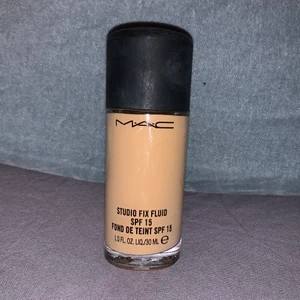 MAC
STUDIO FIX FLUID
SPF 15
FOND DE TEINT SPF 15
1.0 FL. OZ. LIQ./30 ML ℮